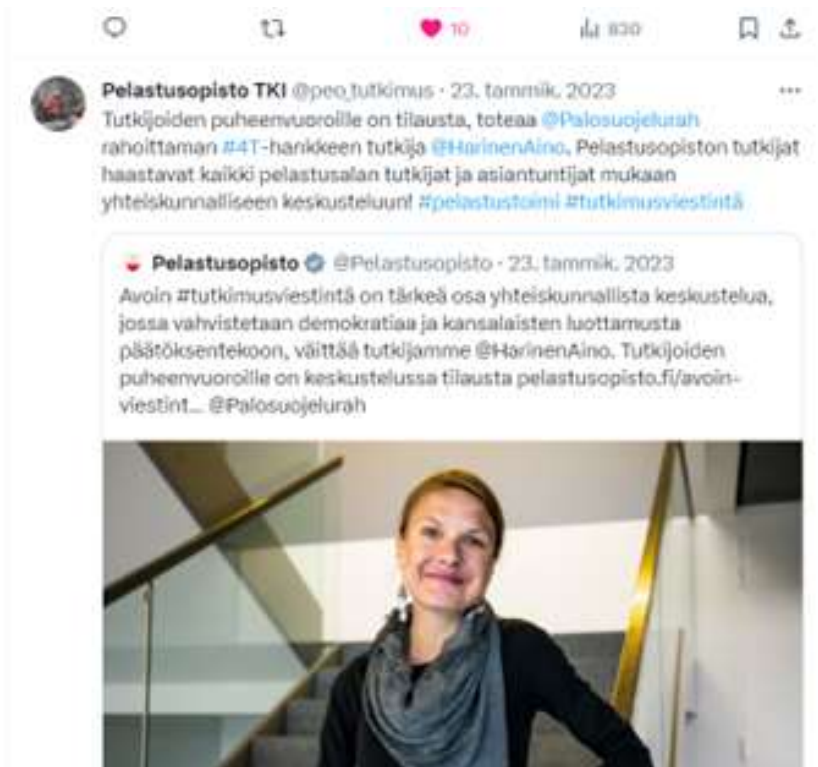 10
830
Pelastusopisto TKI @peo_tutkimus · 23. tammik. 2023
Tutkijoiden puheenvuoroille on tilausta, toteaa @Palosuojelurah
rahoittaman #4T-hankkeen tutkija @HarinenAino. Pelastusopiston tutkijat
haastavat kaikki pelastusalan tutkijat ja asiantuntijat mukaan
yhteiskunnalliseen keskusteluun! #pelastustoimi #tutkimusviestintä
Pelastusopisto @Pelastusopisto · 23. tammik. 2023
Avoin #tutkimusviestintä on tärkeä osa yhteiskunnallista keskustelua,
jossa vahvistetaan demokratiaa ja kansalaisten luottamusta
päätöksentekoon, väittää tutkijamme @HarinenAino. Tutkijoiden
puheenvuoroille on keskustelussa tilausta pelastusopisto.fi/avoin-
viestint... @Palosuojelurah